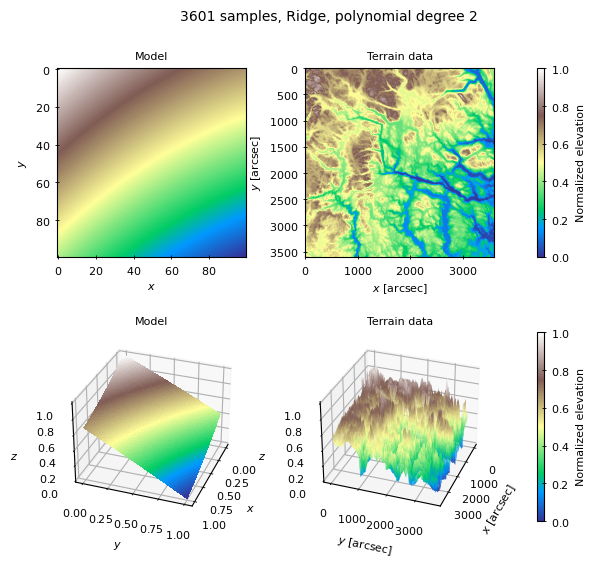 3601 samples, Ridge, polynomial degree 2
Model
0
20
40
60
80
y
0 20 40 60 80
x
Terrain data
0
500
1000
1500
2000
2500
3000
3500
y [arcsec]
0 1000 2000 3000
x [arcsec]
1.0
0.8
0.6
0.4
0.2
0.0
Normalized elevation
Model
1.0
0.8
0.6
0.4
0.2
0.0
z
0.00 0.25 0.50 0.75 1.00
y
0.00
0.25
0.50
0.75
1.00
x
Terrain data
1.0
0.8
0.6
0.4
0.2
0.0
z
0 1000 2000 3000
y [arcsec]
0
1000
2000
3000
x [arcsec]
1.0
0.8
0.6
0.4
0.2
0.0
Normalized elevation